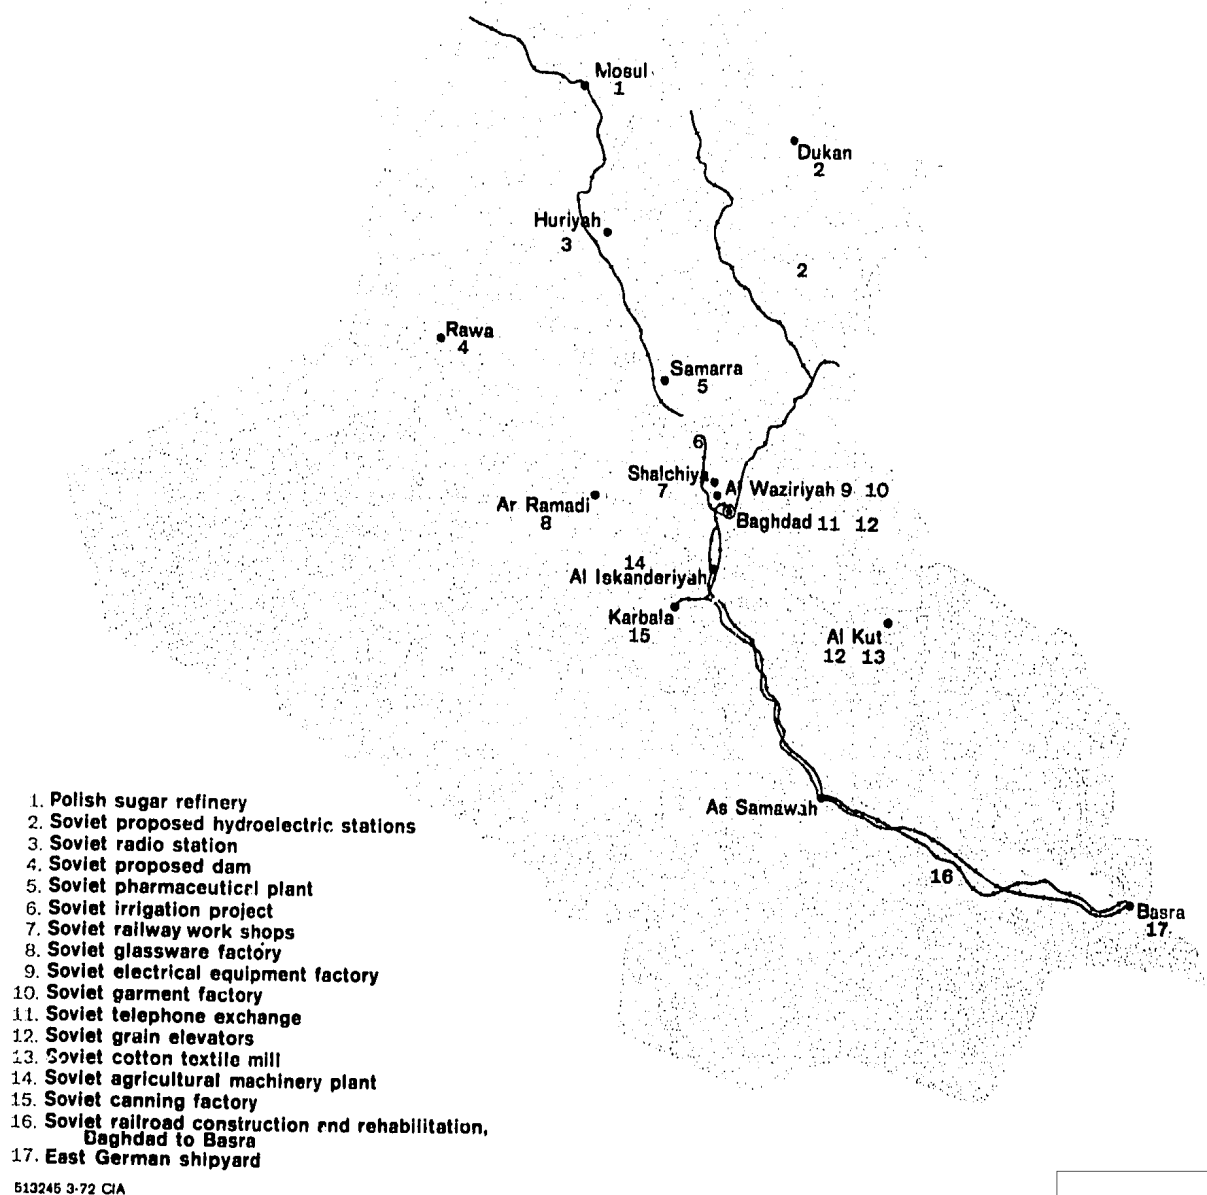 Mosul
1
Dukan
2
Huriyah
3
2
Rawa
4
Samarra
5
6
Shalchiya
7
Al Waziriyah 9 10
Ar Ramadi
8
Baghdad 11 12
14
Al Iskanderiyah
Karbala
15
Al Kut
12 13
As Samawah
16
Basra
17
1. Polish sugar refinery
2. Soviet proposed hydroelectric stations
3. Soviet radio station
4. Soviet proposed dam
5. Soviet pharmaceutical plant
6. Soviet irrigation project
7. Soviet railway work shops
8. Soviet glassware factory
9. Soviet electrical equipment factory
10. Soviet garment factory
11. Soviet telephone exchange
12. Soviet grain elevators
13. Soviet cotton textile mill
14. Soviet agricultural machinery plant
15. Soviet canning factory
16. Soviet railroad construction and rehabilitation,
Baghdad to Basra
17. East German shipyard
513245 3-72 CIA